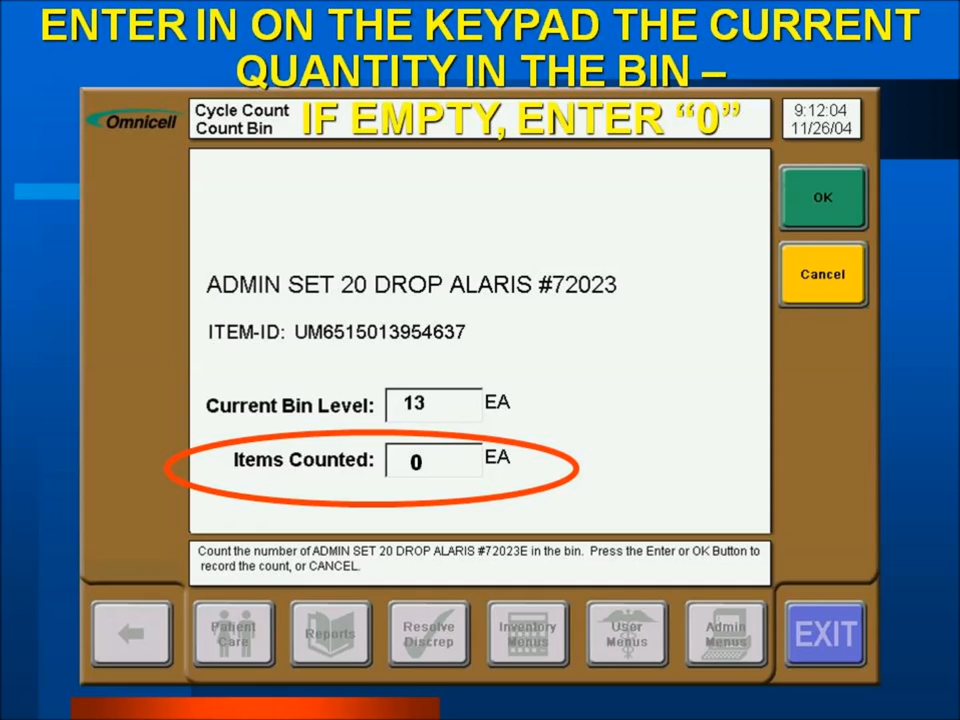 ENTER IN ON THE KEYPAD THE CURRENT
QUANTITY IN THE BIN –
IF EMPTY, ENTER “0”
Omnicell
Cycle Count
Count Bin
9:12:04
11/26/04
OK
Cancel
ADMIN SET 20 DROP ALARIS #72023
ITEM-ID: UM6515013954637
Current Bin Level: 13 EA
Items Counted: 0 EA
Count the number of ADMIN SET 20 DROP ALARIS #72023E in the bin. Press the Enter or OK Button to
record the count, or CANCEL.
Patient
Care
Reports
Resolve
Discrep
Inventory
Menus
User
Menus
Admin
Menus
EXIT